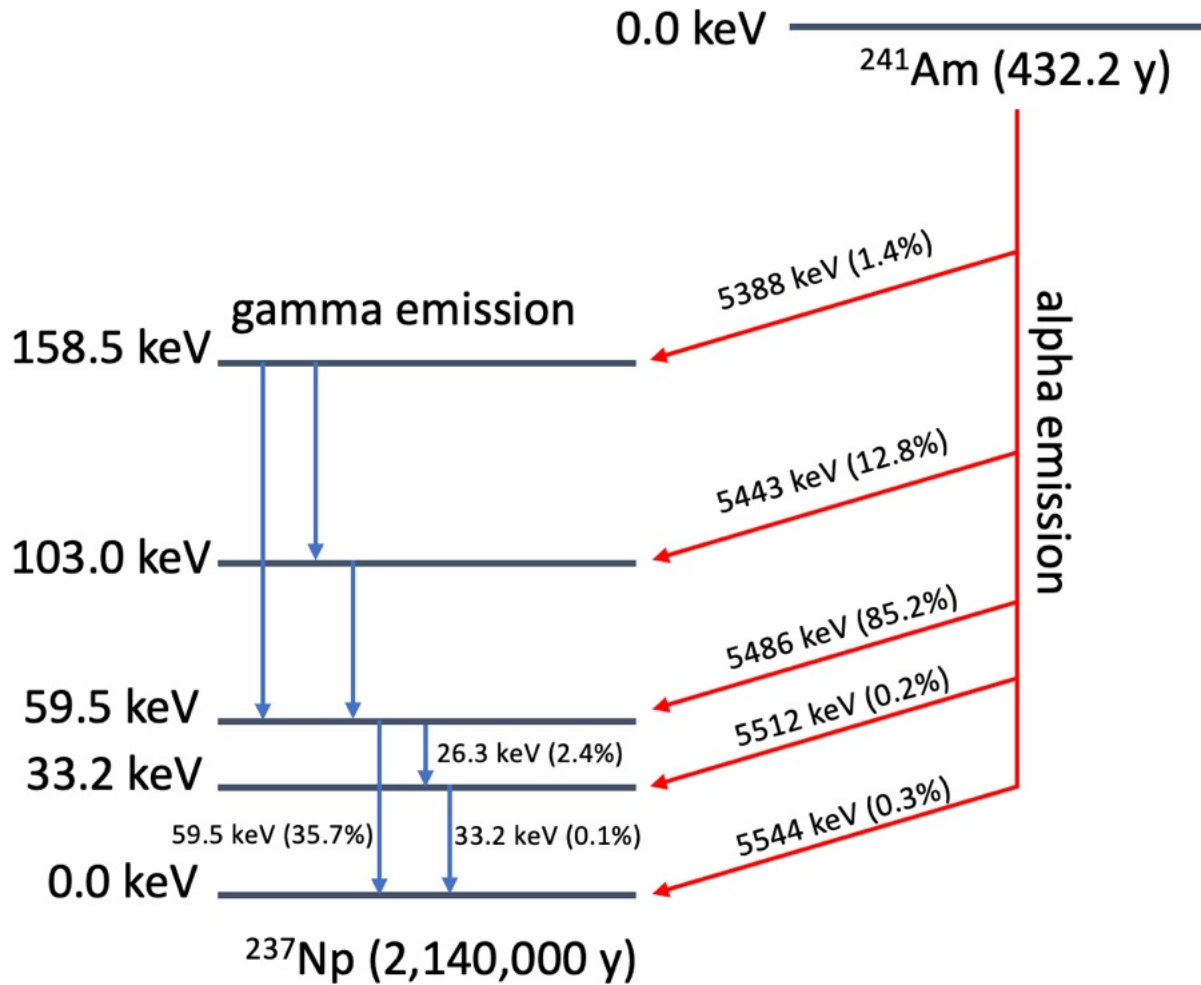 0.0 keV
²⁴¹Am (432.2 y)
5388 keV (1.4%)
gamma emission
alpha emission
158.5 keV
5443 keV (12.8%)
103.0 keV
5486 keV (85.2%)
59.5 keV
5512 keV (0.2%)
26.3 keV (2.4%)
33.2 keV
5544 keV (0.3%)
59.5 keV (35.7%)
33.2 keV (0.1%)
0.0 keV
²³⁷Np (2,140,000 y)